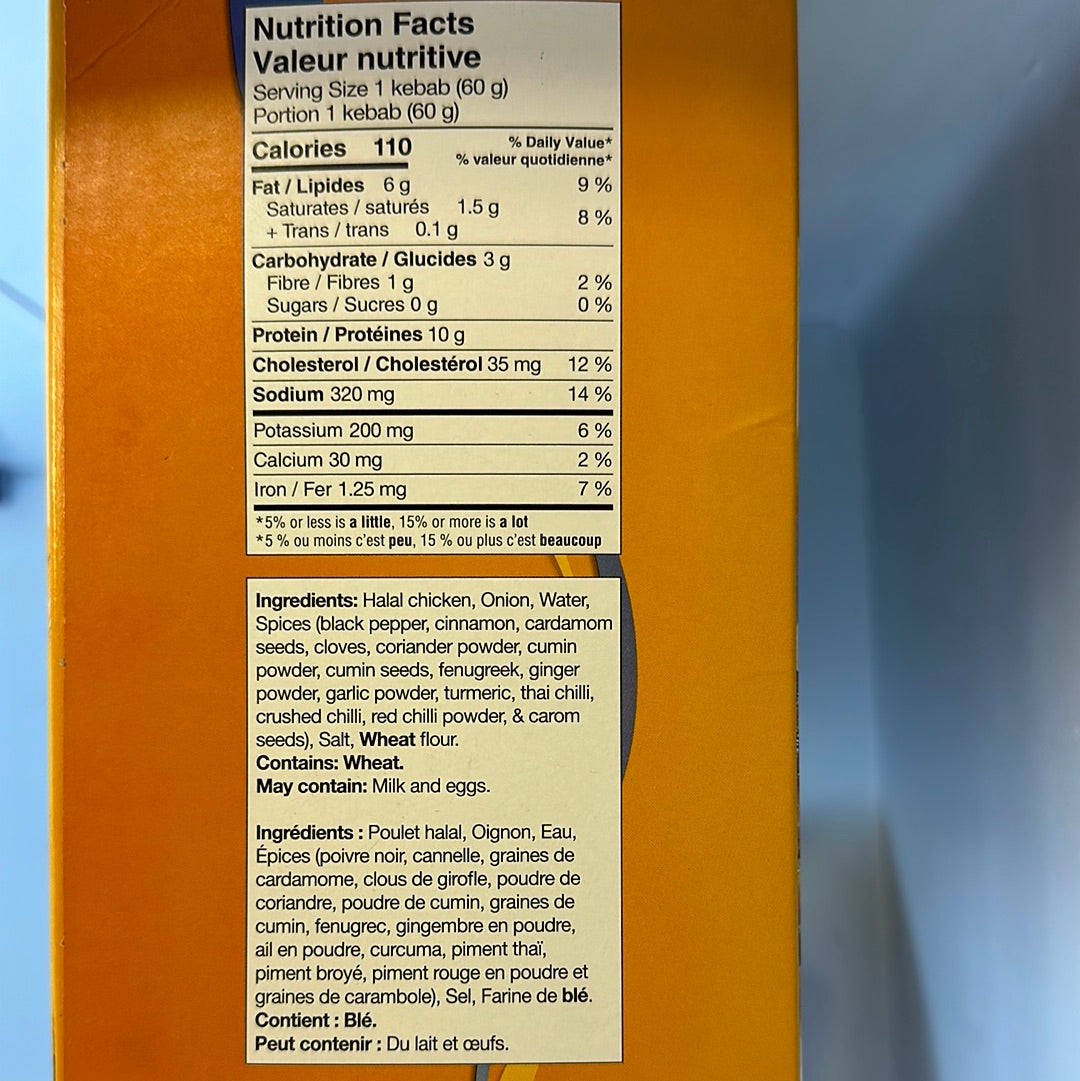 Nutrition Facts
Valeur nutritive
Serving Size 1 kebab (60 g)
Portion 1 kebab (60 g)
Calories 110
% Daily Value*
% valeur quotidienne*
Fat / Lipides 6 g 9 %
Saturates / saturés 1.5 g
+ Trans / trans 0.1 g 8 %
Carbohydrate / Glucides 3 g
Fibre / Fibres 1 g 2 %
Sugars / Sucres 0 g 0 %
Protein / Protéines 10 g
Cholesterol / Cholestérol 35 mg 12 %
Sodium 320 mg 14 %
Potassium 200 mg 6 %
Calcium 30 mg 2 %
Iron / Fer 1.25 mg 7 %
*5% or less is a little, 15% or more is a lot
*5 % ou moins c'est peu, 15 % ou plus c'est beaucoup
Ingredients: Halal chicken, Onion, Water,
Spices (black pepper, cinnamon, cardamom
seeds, cloves, coriander powder, cumin
powder, cumin seeds, fenugreek, ginger
powder, garlic powder, turmeric, thai chilli,
crushed chilli, red chilli powder, & carom
seeds), Salt, Wheat flour.
Contains: Wheat.
May contain: Milk and eggs.
Ingrédients : Poulet halal, Oignon, Eau,
Épices (poivre noir, cannelle, graines de
cardamome, clous de girofle, poudre de
coriandre, poudre de cumin, graines de
cumin, fenugrec, gingembre en poudre,
ail en poudre, curcuma, piment thaï,
piment broyé, piment rouge en poudre et
graines de carambole), Sel, Farine de blé.
Contient : Blé.
Peut contenir : Du lait et œufs.